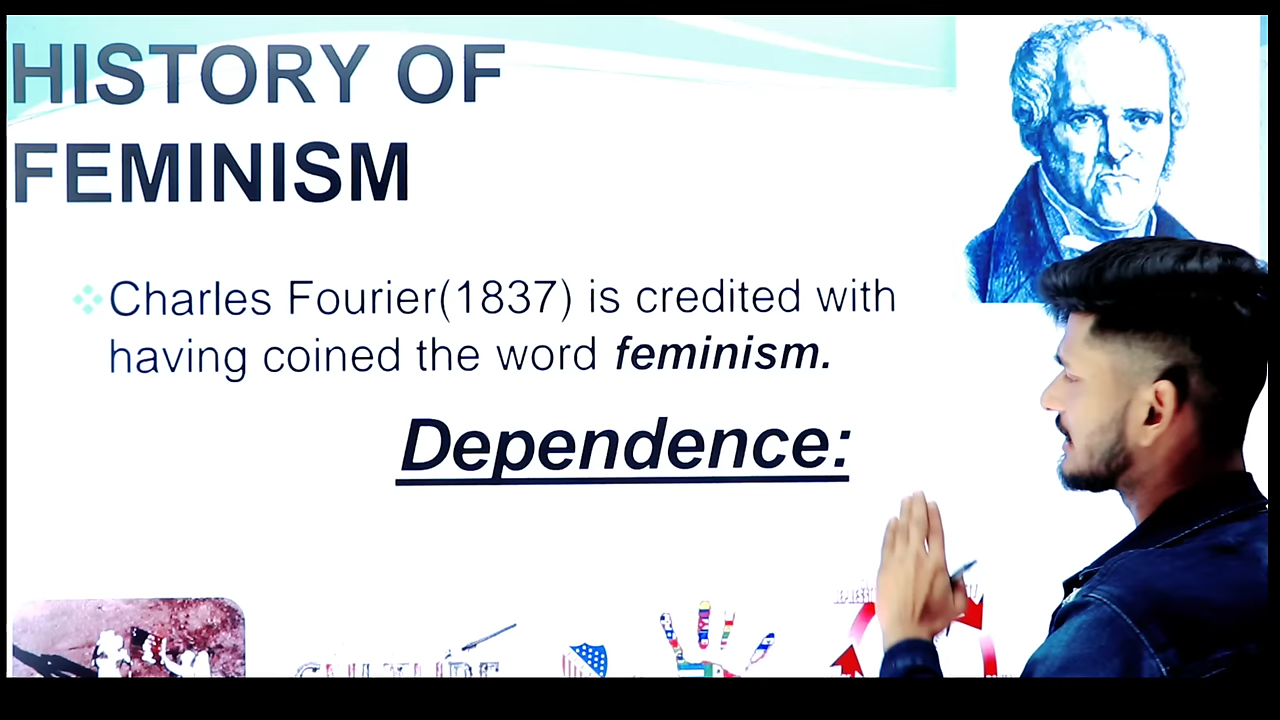 HISTORY OF
FEMINISM
Charles Fourier(1837) is credited with
having coined the word feminism.
Dependence: